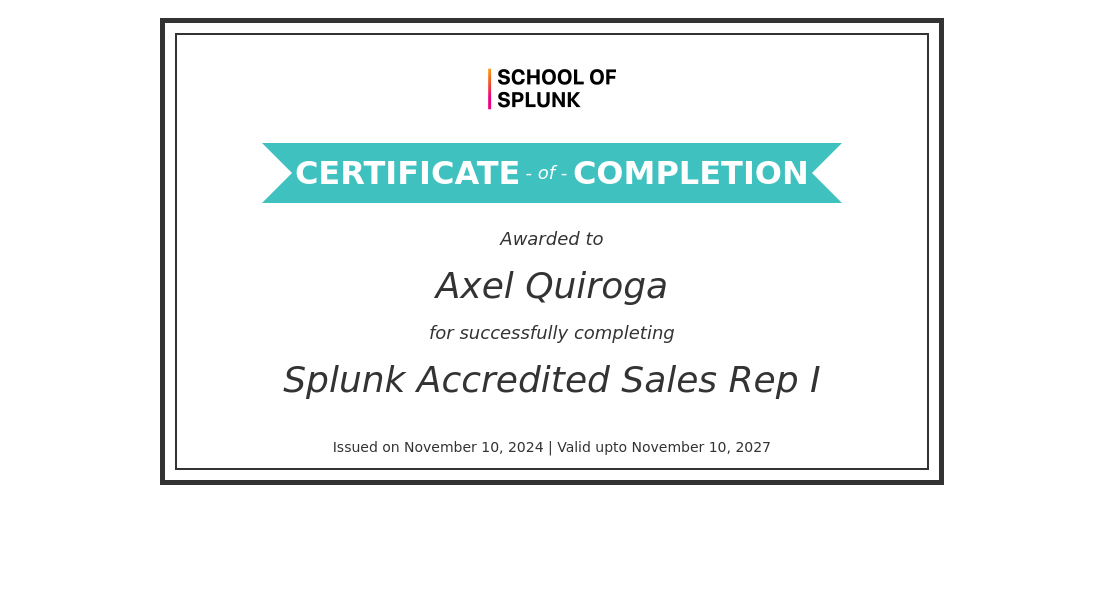 SCHOOL OF
SPLUNK
CERTIFICATE - of - COMPLETION
Awarded to
Axel Quiroga
for successfully completing
Splunk Accredited Sales Rep I
Issued on November 10, 2024 | Valid upto November 10, 2027